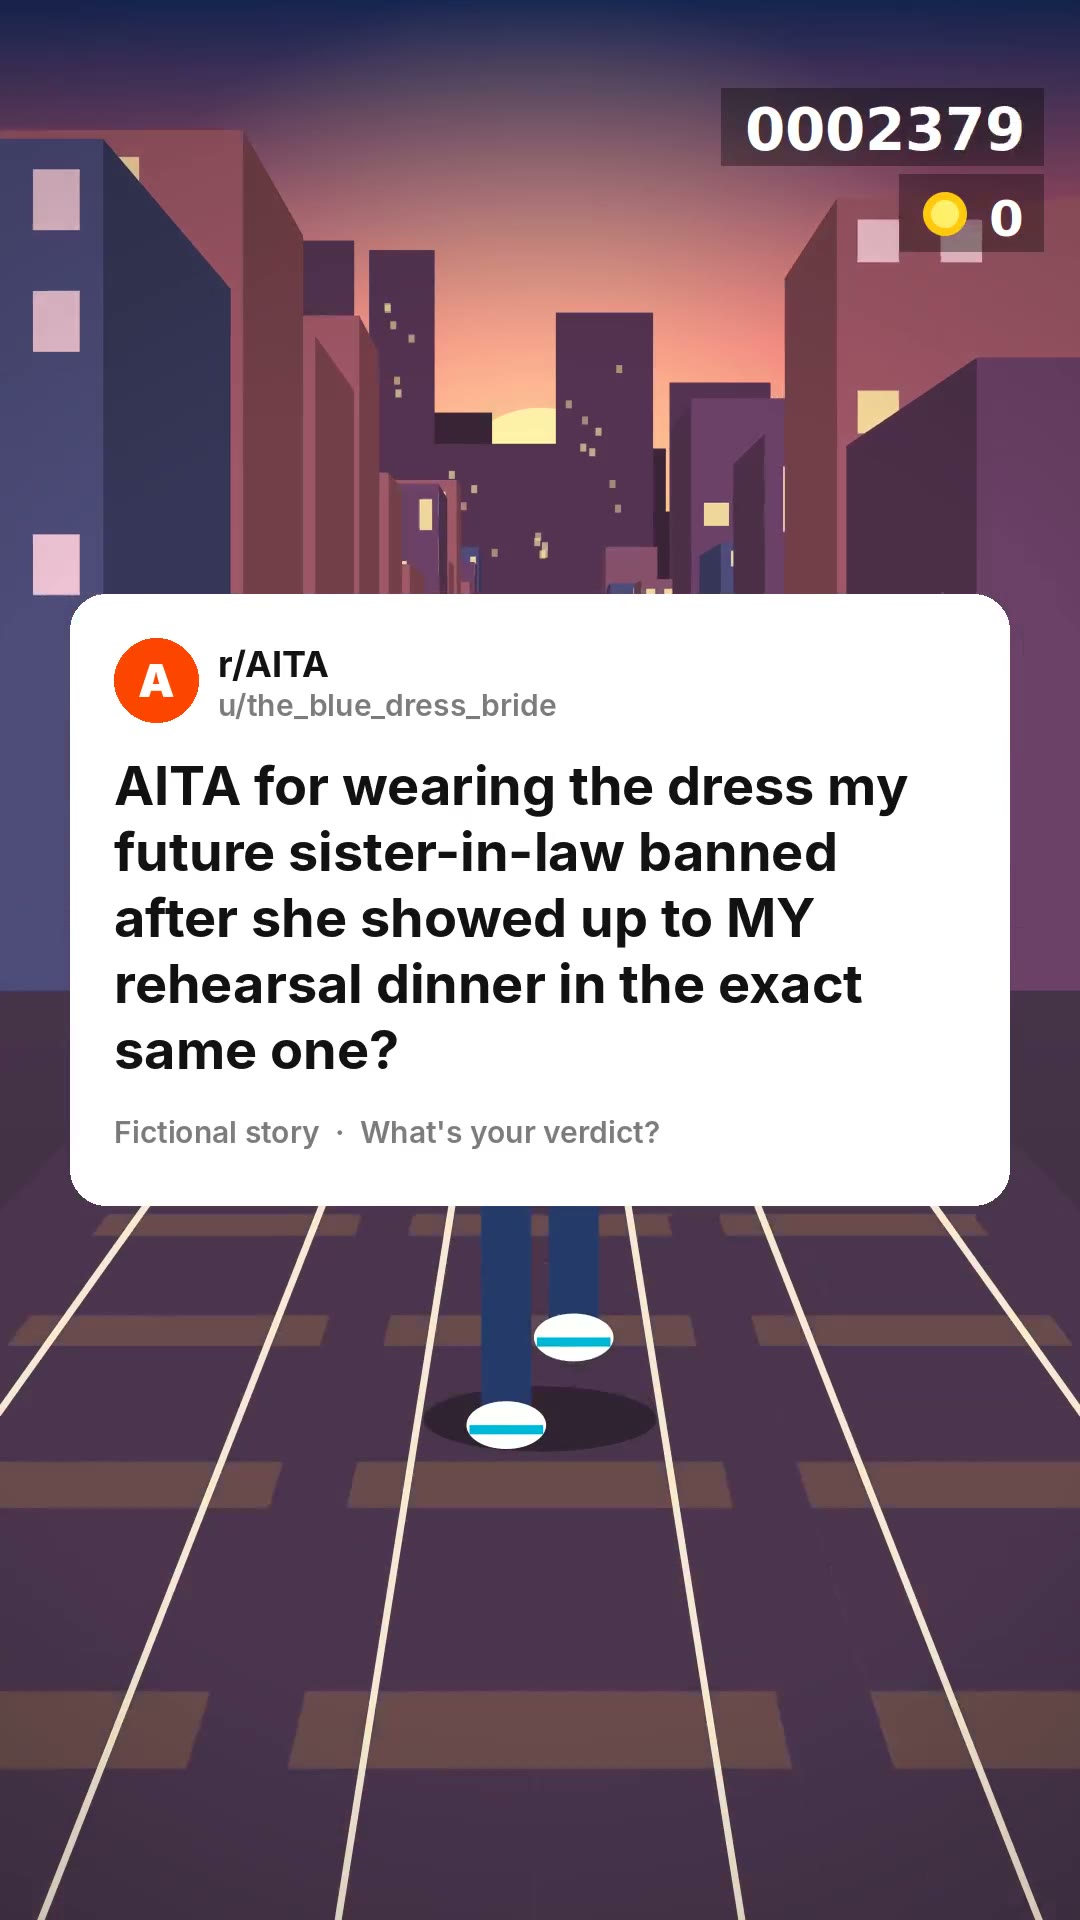 0002379
0
A
r/AITA
u/the_blue_dress_bride
AITA for wearing the dress my
future sister-in-law banned
after she showed up to MY
rehearsal dinner in the exact
same one?
Fictional story · What's your verdict?